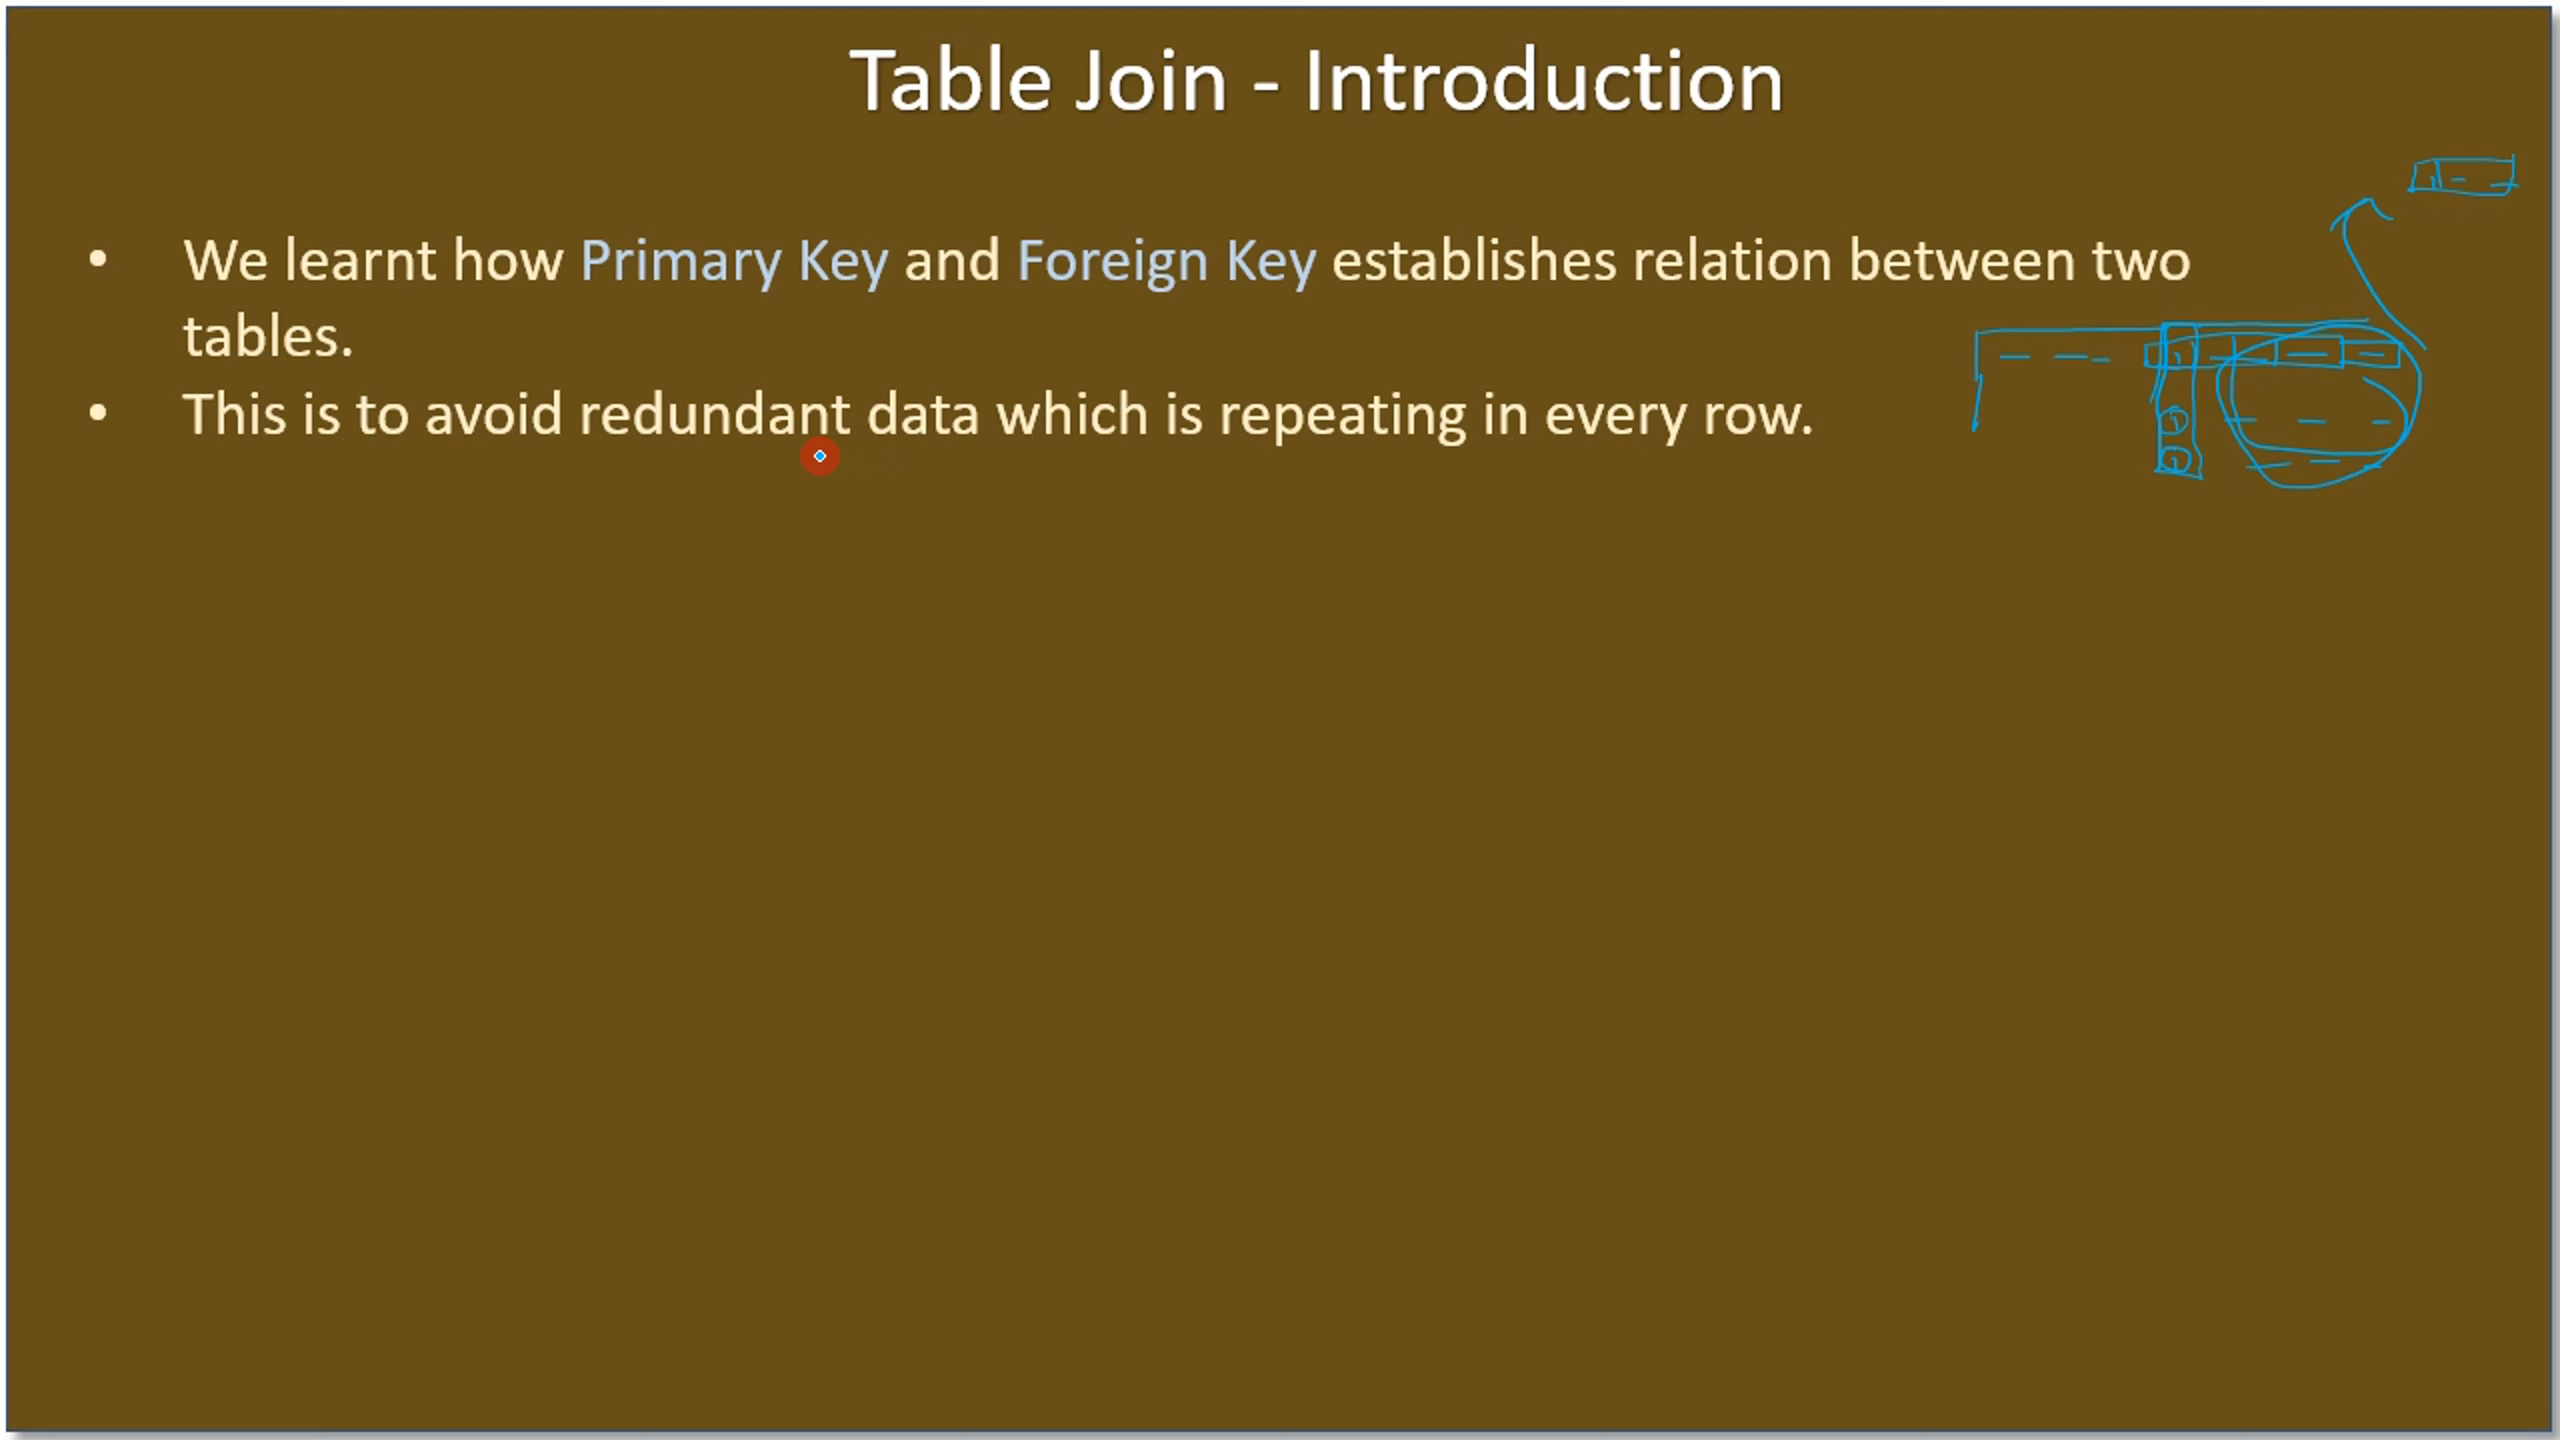 Table Join - Introduction
• We learnt how Primary Key and Foreign Key establishes relation between two
tables.
• This is to avoid redundant data which is repeating in every row.